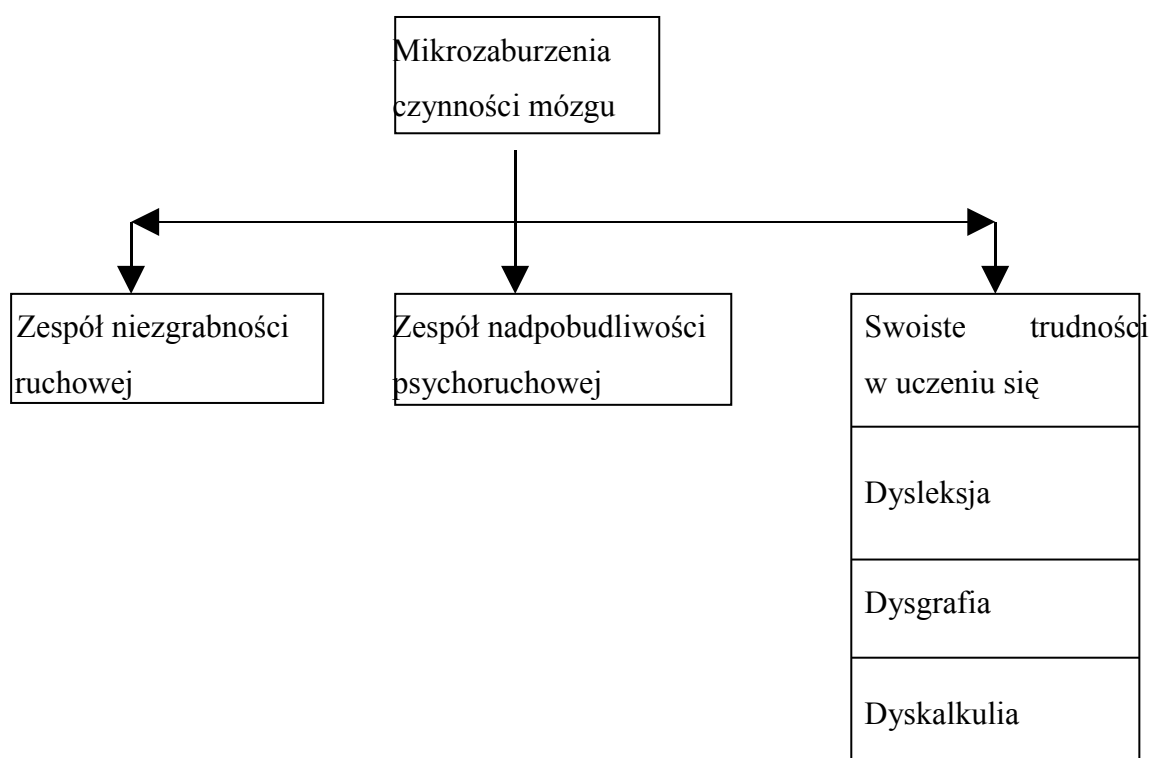 Mikrozaburzenia
czynności mózgu
Zespół niezgrabności
ruchowej
Zespół nadpobudliwości
psychoruchowej
Swoiste trudności
w uczeniu się
Dysleksja
Dysgrafia
Dyskalkulia